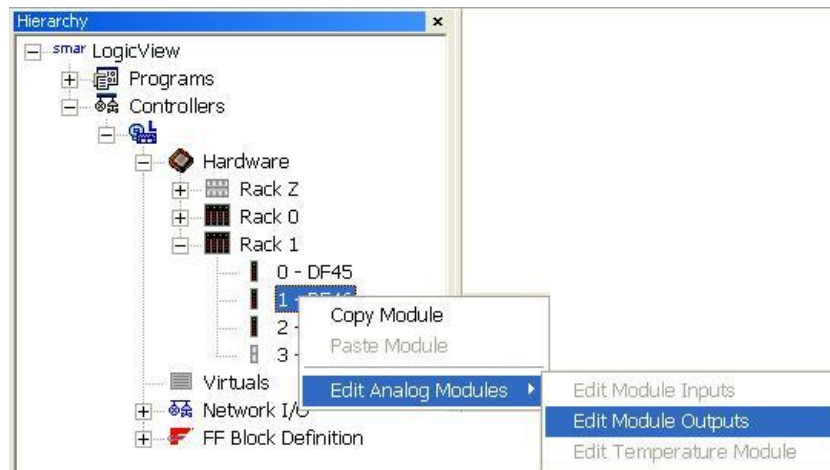 Hierarchy
smar LogicView
Programs
Controllers
Hardware
Rack Z
Rack 0
Rack 1
0 - DF45
1 -
2 -
3 -
Virtuals
Network I/O
FF Block Definition
Copy Module
Paste Module
Edit Analog Modules
Edit Module Inputs
Edit Module Outputs
Edit Temperature Module